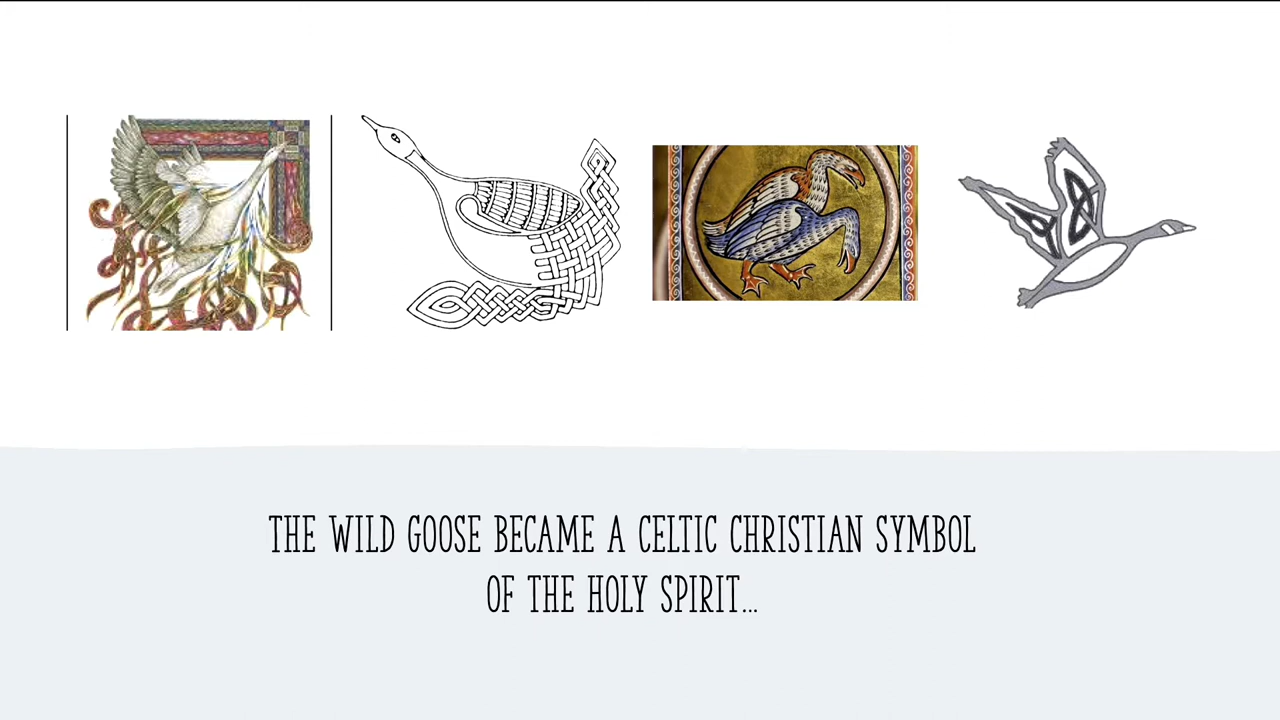 THE WILD GOOSE BECAME A CELTIC CHRISTIAN SYMBOL
OF THE HOLY SPIRIT...